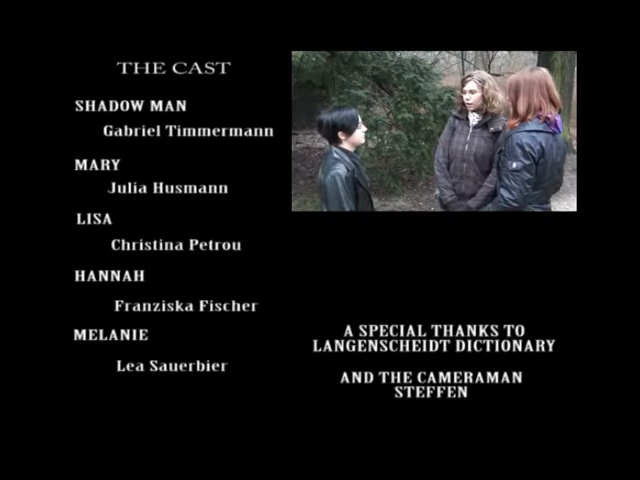 THE CAST
SHADOW MAN
Gabriel Timmermann
MARY
Julia Husmann
LISA
Christina Petrou
HANNAH
Franziska Fischer
MELANIE
Lea Sauerbier
A SPECIAL THANKS TO
LANGENSCHEIDT DICTIONARY
AND THE CAMERAMAN
STEFFEN